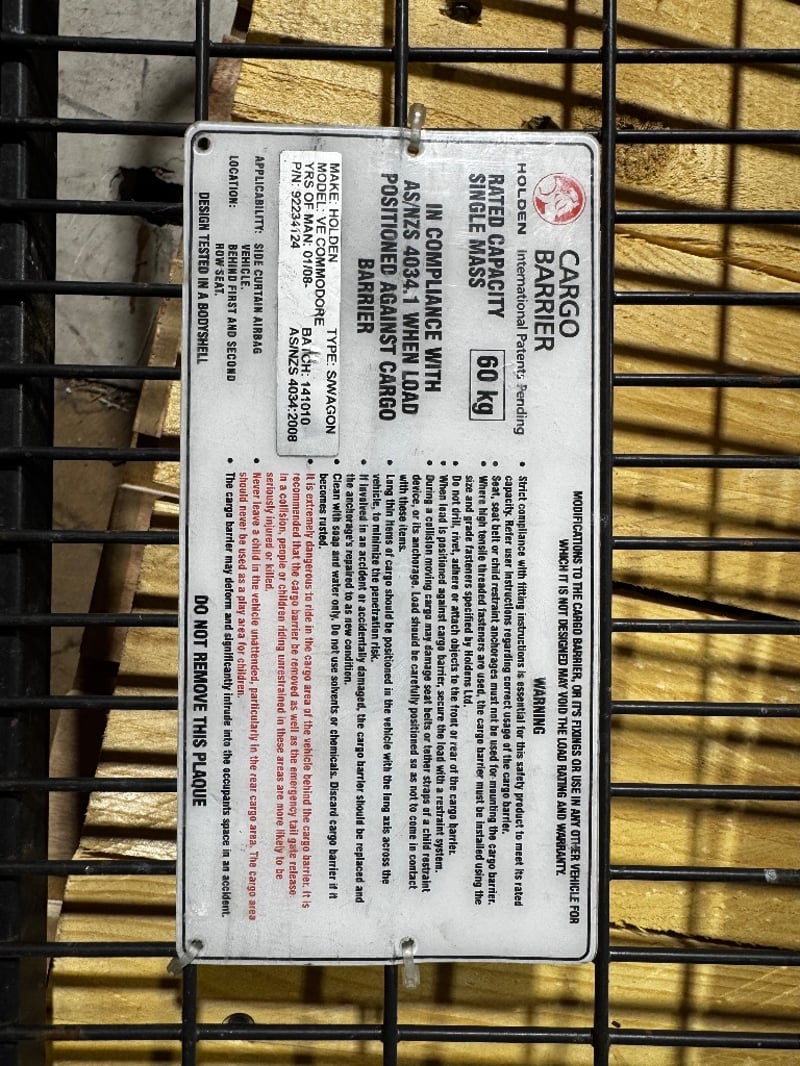 CARGO
BARRIER
HOLDEN International Patents Pending
RATED CAPACITY
SINGLE MASS
60 kg
IN COMPLIANCE WITH
AS/NZS 4034.1 WHEN LOAD
POSITIONED AGAINST CARGO
BARRIER
MAKE: HOLDEN TYPE: S/WAGON
MODEL: VE COMMODORE
YRS OF MAN: 01/08- BATCH: 141010
P/N: 92234124 AS/NZS 4034:2008
APPLICABILITY: SIDE CURTAIN AIRBAG
VEHICLE.
LOCATION: BEHIND FIRST AND SECOND
ROW SEAT.
DESIGN TESTED IN A BODYSHELL
MODIFICATIONS TO THE CARGO BARRIER, OR IT'S FIXINGS OR USE IN ANY OTHER VEHICLE FOR
WHICH IT IS NOT DESIGNED MAY VOID THE LOAD RATING AND WARRANTY.
WARNING
• Strict compliance with fitting instructions is essential for this safety product to meet its rated
capacity. Refer user instructions regarding correct usage of the cargo barrier.
• Seat, seat belt or child restraint anchorages must not be used for mounting the cargo barrier.
• Where high tensile threaded fasteners are used, the cargo barrier must be installed using the
size and grade fasteners specified by Holdens Ltd.
• Do not drill, rivet, adhere or attach objects to the front or rear of the cargo barrier.
• When load is positioned against cargo barrier, secure the load with a restraint system.
• During a collision moving cargo may damage seat belts or tether straps of a child restraint
device, or its anchorage. Load should be carefully positioned so as not to come in contact
with these items.
• Long thin items of cargo should be positioned in the vehicle with the long axis across the
vehicle, to minimize the penetration risk.
• If involved in an accident or accidentally damaged, the cargo barrier should be replaced and
the anchorage's repaired to as new condition.
• Clean with soap and water only. Do not use solvents or chemicals. Discard cargo barrier if it
becomes rusted.
• It is extremely dangerous to ride in the cargo area of the vehicle behind the cargo barrier. It is
recommended that the cargo barrier be removed as well as the emergency tail gate release.
In a collision, people or children riding unrestrained in these areas are more likely to be
seriously injured or killed.
• Never leave a child in the vehicle unattended, particularly in the rear cargo area. The cargo area
should never be used as a play area for children.
• The cargo barrier may deform and significantly intrude into the occupants space in an accident.
DO NOT REMOVE THIS PLAQUE